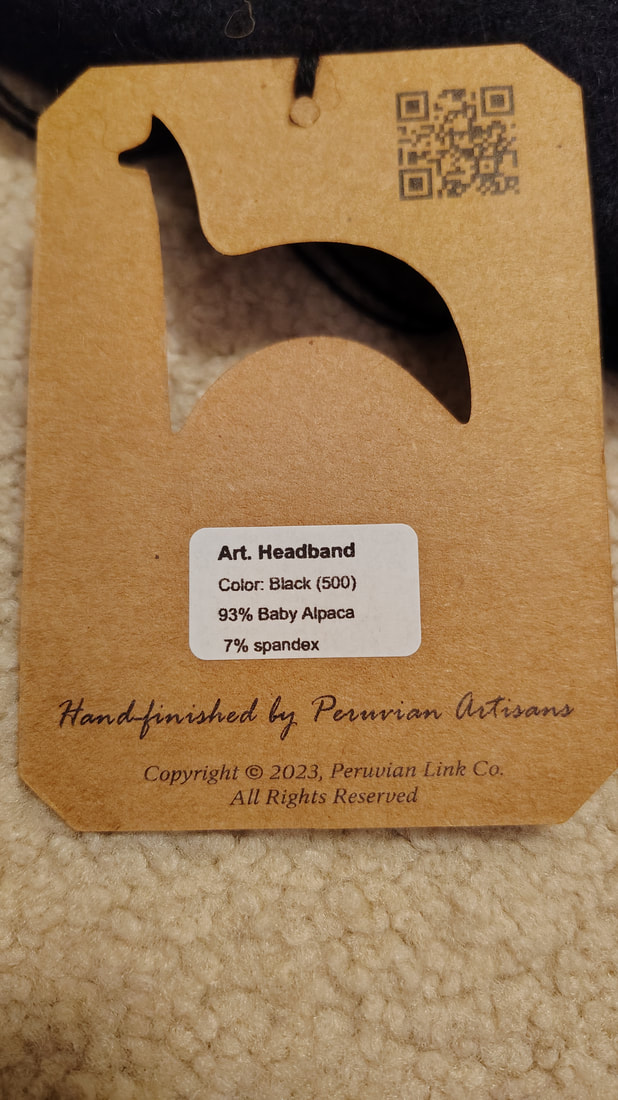 Art. Headband
Color: Black (500)
93% Baby Alpaca
7% spandex
Hand-finished by Peruvian Artisans
Copyright © 2023, Peruvian Link Co.
All Rights Reserved